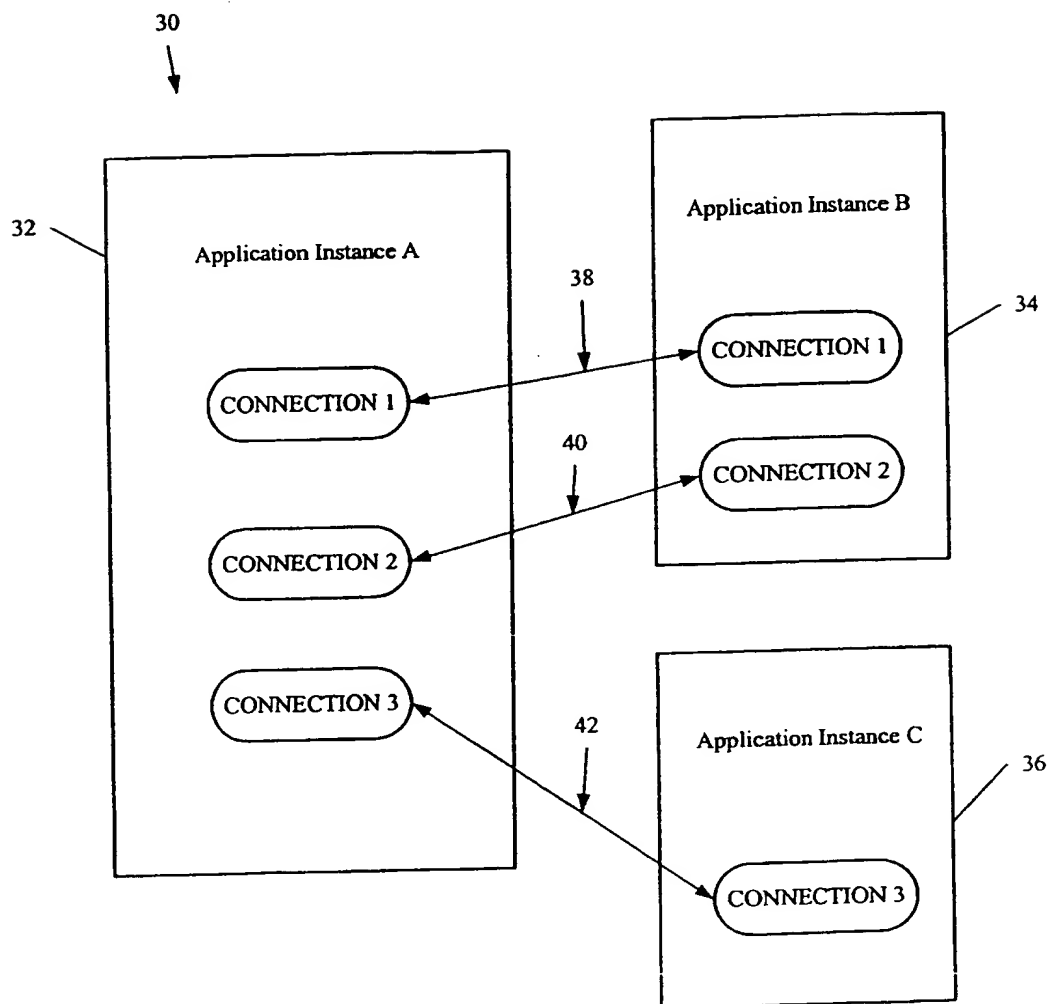 30
32
Application Instance A
CONNECTION 1
CONNECTION 2
CONNECTION 3
38
40
42
Application Instance B
CONNECTION 1
CONNECTION 2
34
Application Instance C
CONNECTION 3
36